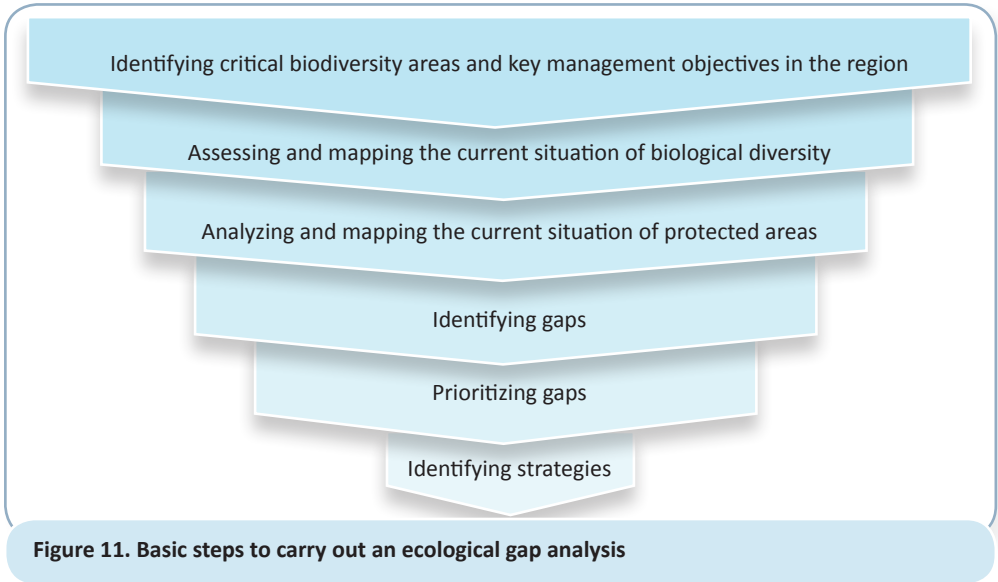 Identifying critical biodiversity areas and key management objectives in the region
Assessing and mapping the current situation of biological diversity
Analyzing and mapping the current situation of protected areas
Identifying gaps
Prioritizing gaps
Identifying strategies
Figure 11. Basic steps to carry out an ecological gap analysis